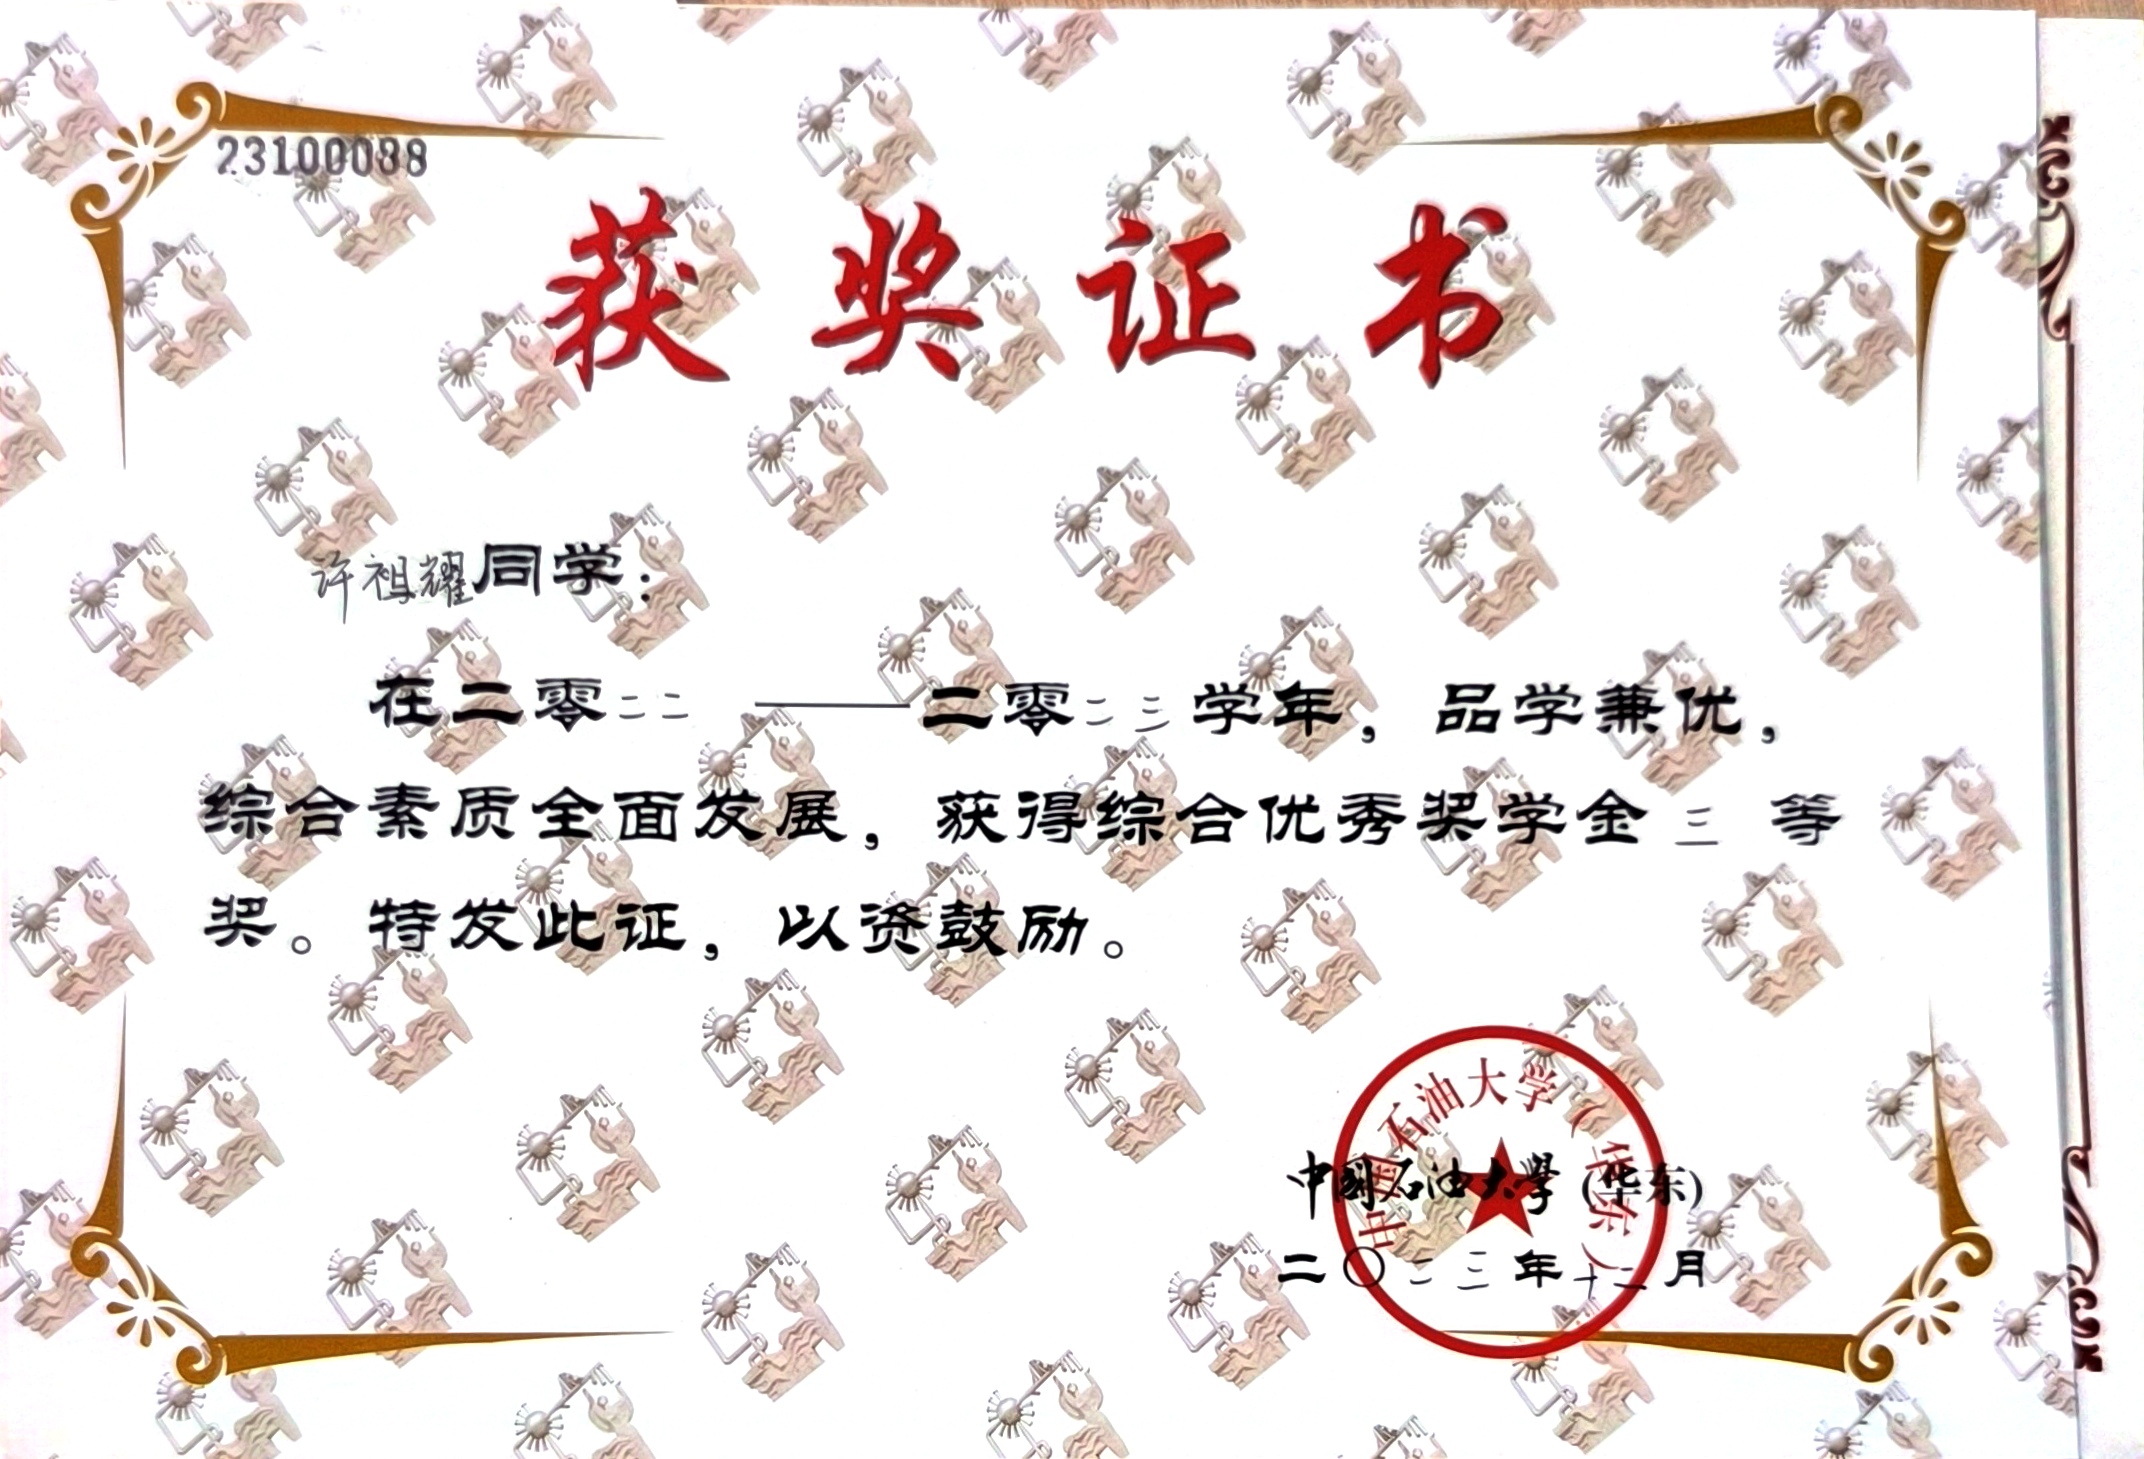 23100088
获奖证书
许祖耀同学：
在二零二二——二零二三学年，品学兼优，
综合素质全面发展，获得综合优秀奖学金三等
奖。特发此证，以资鼓励。
中国石油大学（华东）
中国石油大学(华东)
二〇二三年十二月